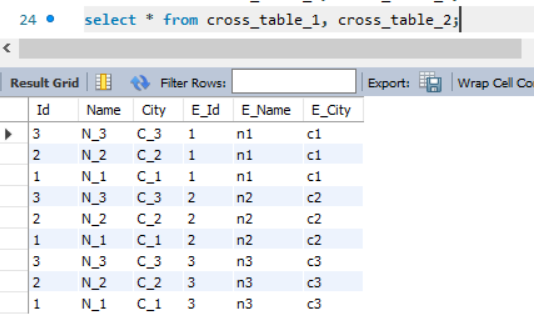 24 select * from cross_table_1, cross_table_2;
Result Grid Filter Rows: Export: Wrap Cell Co
Id Name City E_Id E_Name E_City
3 N_3 C_3 1 n1 c1
2 N_2 C_2 1 n1 c1
1 N_1 C_1 1 n1 c1
3 N_3 C_3 2 n2 c2
2 N_2 C_2 2 n2 c2
1 N_1 C_1 2 n2 c2
3 N_3 C_3 3 n3 c3
2 N_2 C_2 3 n3 c3
1 N_1 C_1 3 n3 c3